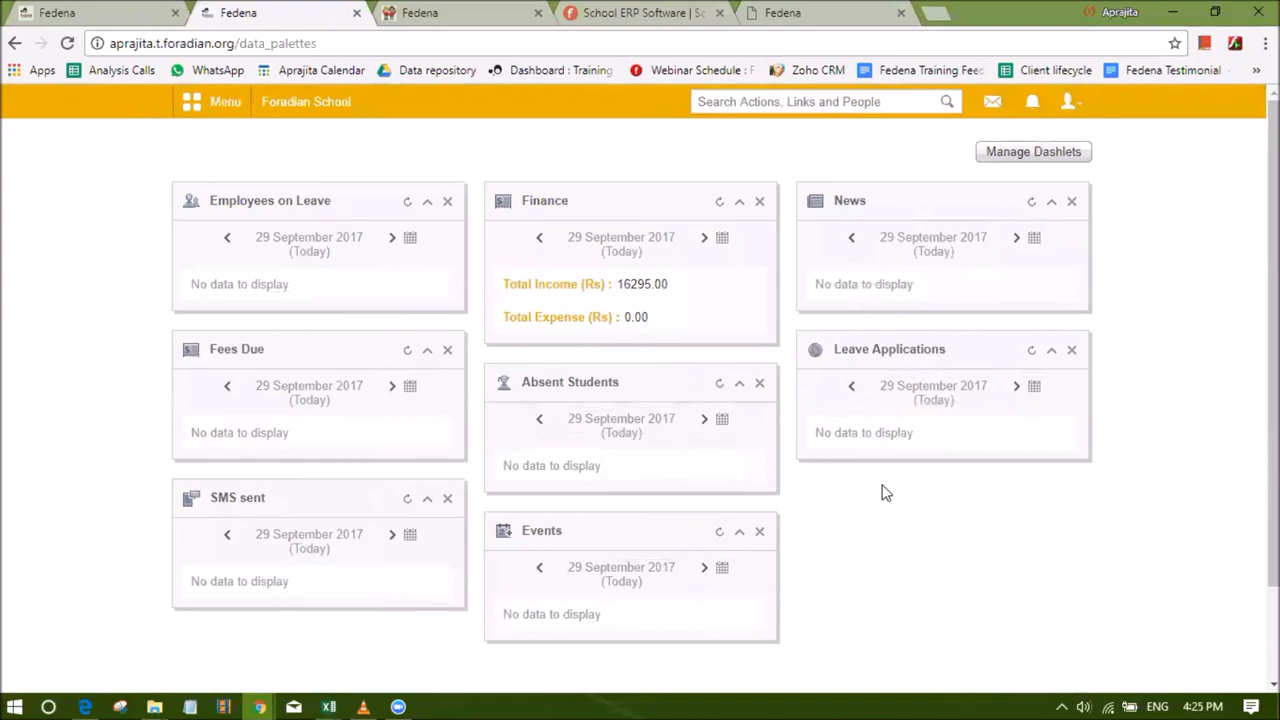 Fedena
Fedena
Fedena
School ERP Software | Sc
Fedena
Aprajita
aprajita.t.foradian.org/data_palettes
Apps
Analysis Calls
WhatsApp
Aprajita Calendar
Data repository
Dashboard : Training
Webinar Schedule : F
Zoho CRM
Fedena Training Feed
Client lifecycle
Fedena Testimonial
»
Menu
Foradian School
Search Actions, Links and People
Manage Dashlets
Employees on Leave
29 September 2017
(Today)
No data to display
Finance
29 September 2017
(Today)
Total Income (Rs) : 16295.00
Total Expense (Rs) : 0.00
News
29 September 2017
(Today)
No data to display
Fees Due
29 September 2017
(Today)
No data to display
Absent Students
29 September 2017
(Today)
No data to display
Leave Applications
29 September 2017
(Today)
No data to display
SMS sent
29 September 2017
(Today)
No data to display
Events
29 September 2017
(Today)
No data to display
ENG
4:25 PM